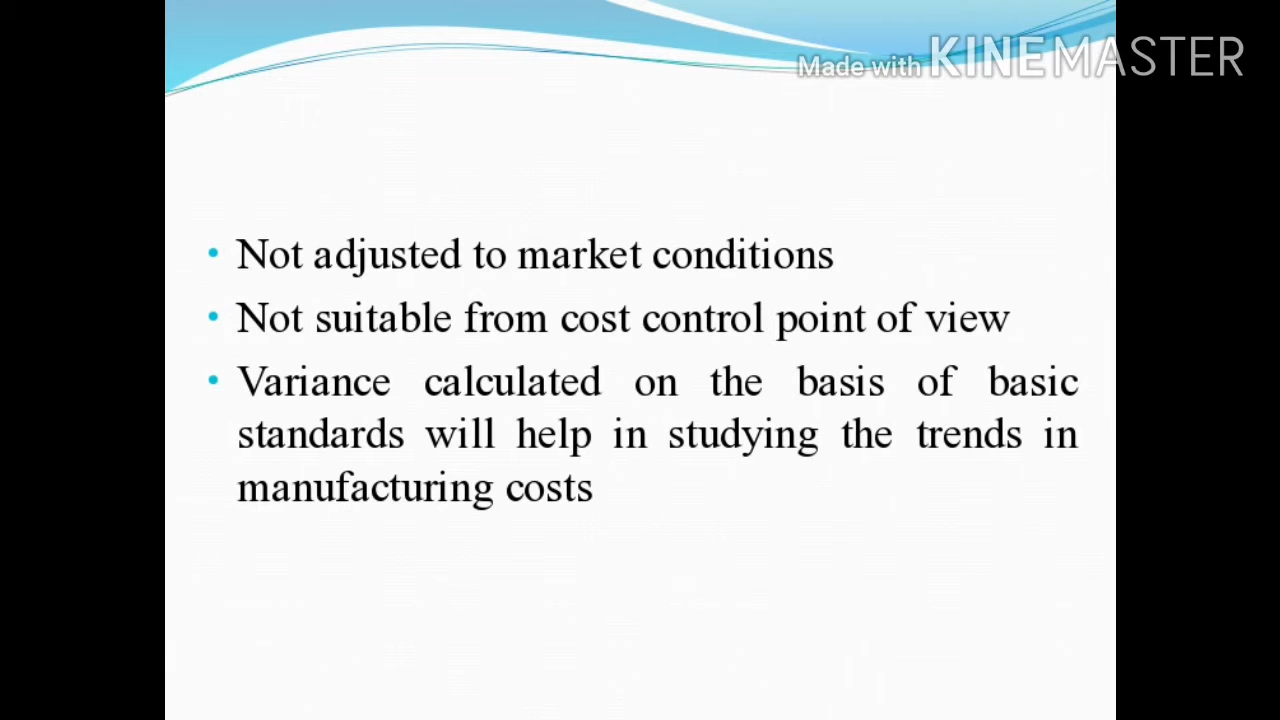 Made with KINEMASTER
• Not adjusted to market conditions
• Not suitable from cost control point of view
• Variance calculated on the basis of basic
standards will help in studying the trends in
manufacturing costs